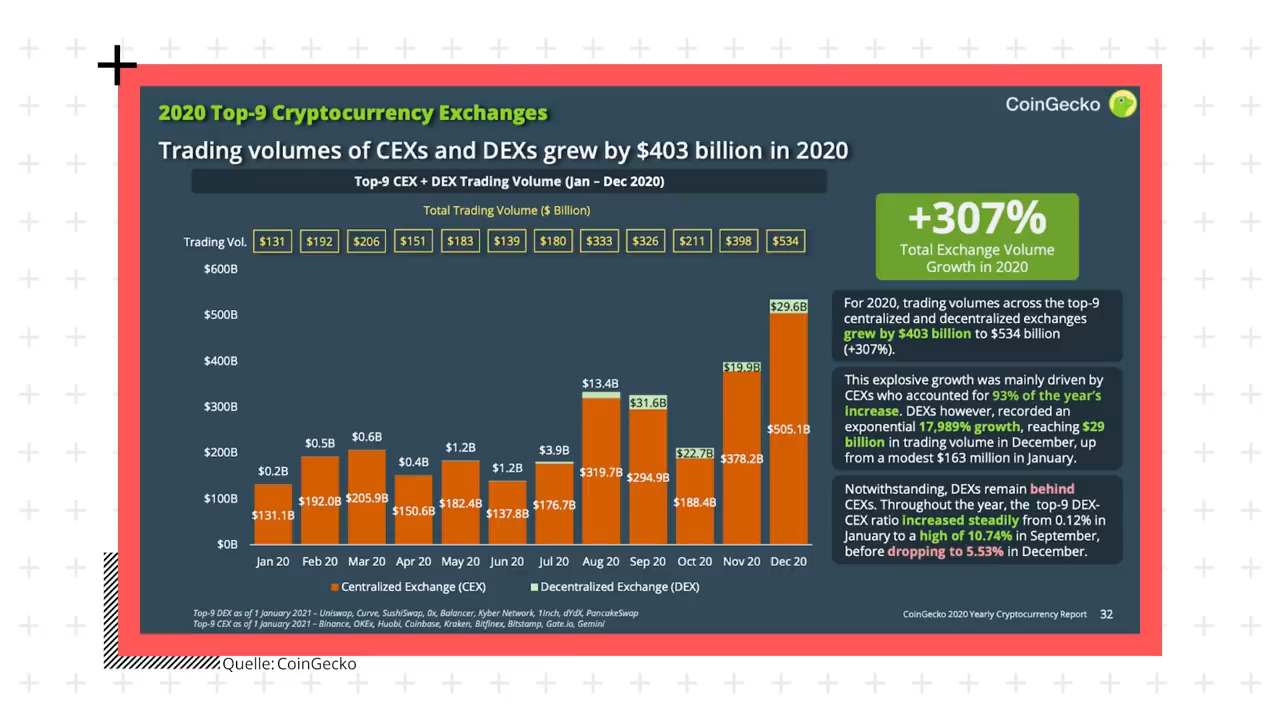 CoinGecko
2020 Top-9 Cryptocurrency Exchanges
Trading volumes of CEXs and DEXs grew by $403 billion in 2020
Top-9 CEX + DEX Trading Volume (Jan – Dec 2020)
Total Trading Volume ($ Billion)
Trading Vol. $131 $192 $206 $151 $183 $139 $180 $333 $326 $211 $398 $534
$600B
$500B
$400B
$300B
$200B
$100B
$0B
$0.2B $0.5B $0.6B $0.4B $1.2B $1.2B $3.9B $13.4B $31.6B $22.7B $19.9B $29.6B
$131.1B $192.0B $205.9B $150.6B $182.4B $137.8B $176.7B $319.7B $294.9B $188.4B $378.2B $505.1B
Jan 20 Feb 20 Mar 20 Apr 20 May 20 Jun 20 Jul 20 Aug 20 Sep 20 Oct 20 Nov 20 Dec 20
Centralized Exchange (CEX) Decentralized Exchange (DEX)
+307%
Total Exchange Volume
Growth in 2020
For 2020, trading volumes across the top-9
centralized and decentralized exchanges
grew by $403 billion to $534 billion
(+307%).
This explosive growth was mainly driven by
CEXs who accounted for 93% of the year's
increase. DEXs however, recorded an
exponential 17,989% growth, reaching $29
billion in trading volume in December, up
from a modest $163 million in January.
Notwithstanding, DEXs remain behind
CEXs. Throughout the year, the top-9 DEX-
CEX ratio increased steadily from 0.12% in
January to a high of 10.74% in September,
before dropping to 5.53% in December.
Top-9 DEX as of 1 January 2021 – Uniswap, Curve, SushiSwap, 0x, Balancer, Kyber Network, 1Inch, dYdX, PancakeSwap
Top-9 CEX as of 1 January 2021 – Binance, OKEx, Huobi, Coinbase, Kraken, Bitfinex, Bitstamp, Gate.io, Gemini
CoinGecko 2020 Yearly Cryptocurrency Report 32
Quelle: CoinGecko